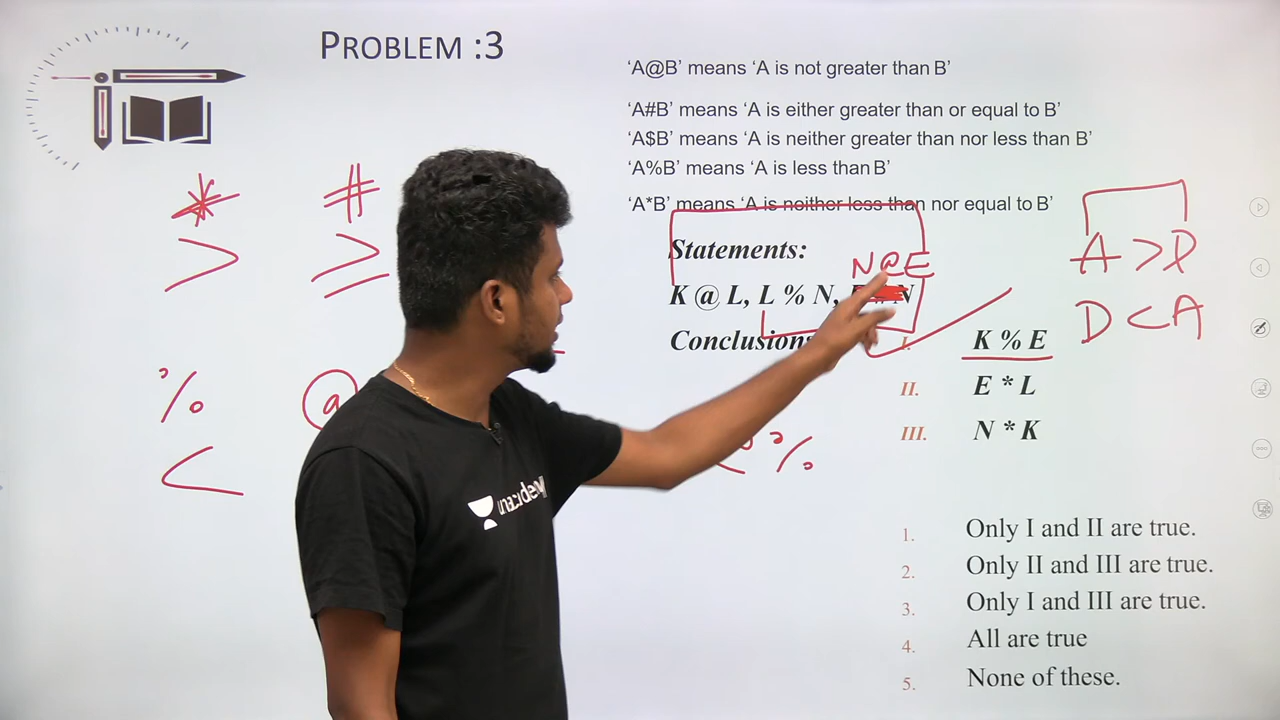 PROBLEM :3
‘A@B’ means ‘A is not greater than B’
‘A#B’ means ‘A is either greater than or equal to B’
‘A$B’ means ‘A is neither greater than nor less than B’
‘A%B’ means ‘A is less than B’
‘A*B’ means ‘A is neither less than nor equal to B’
* #
> ≥
% @
<
Statements:
N@E
K @ L, L % N, N
Conclusions
I. K % E
II. E * L
III. N * K
A > D
D < A
%
1. Only I and II are true.
2. Only II and III are true.
3. Only I and III are true.
4. All are true
5. None of these.
unacademy